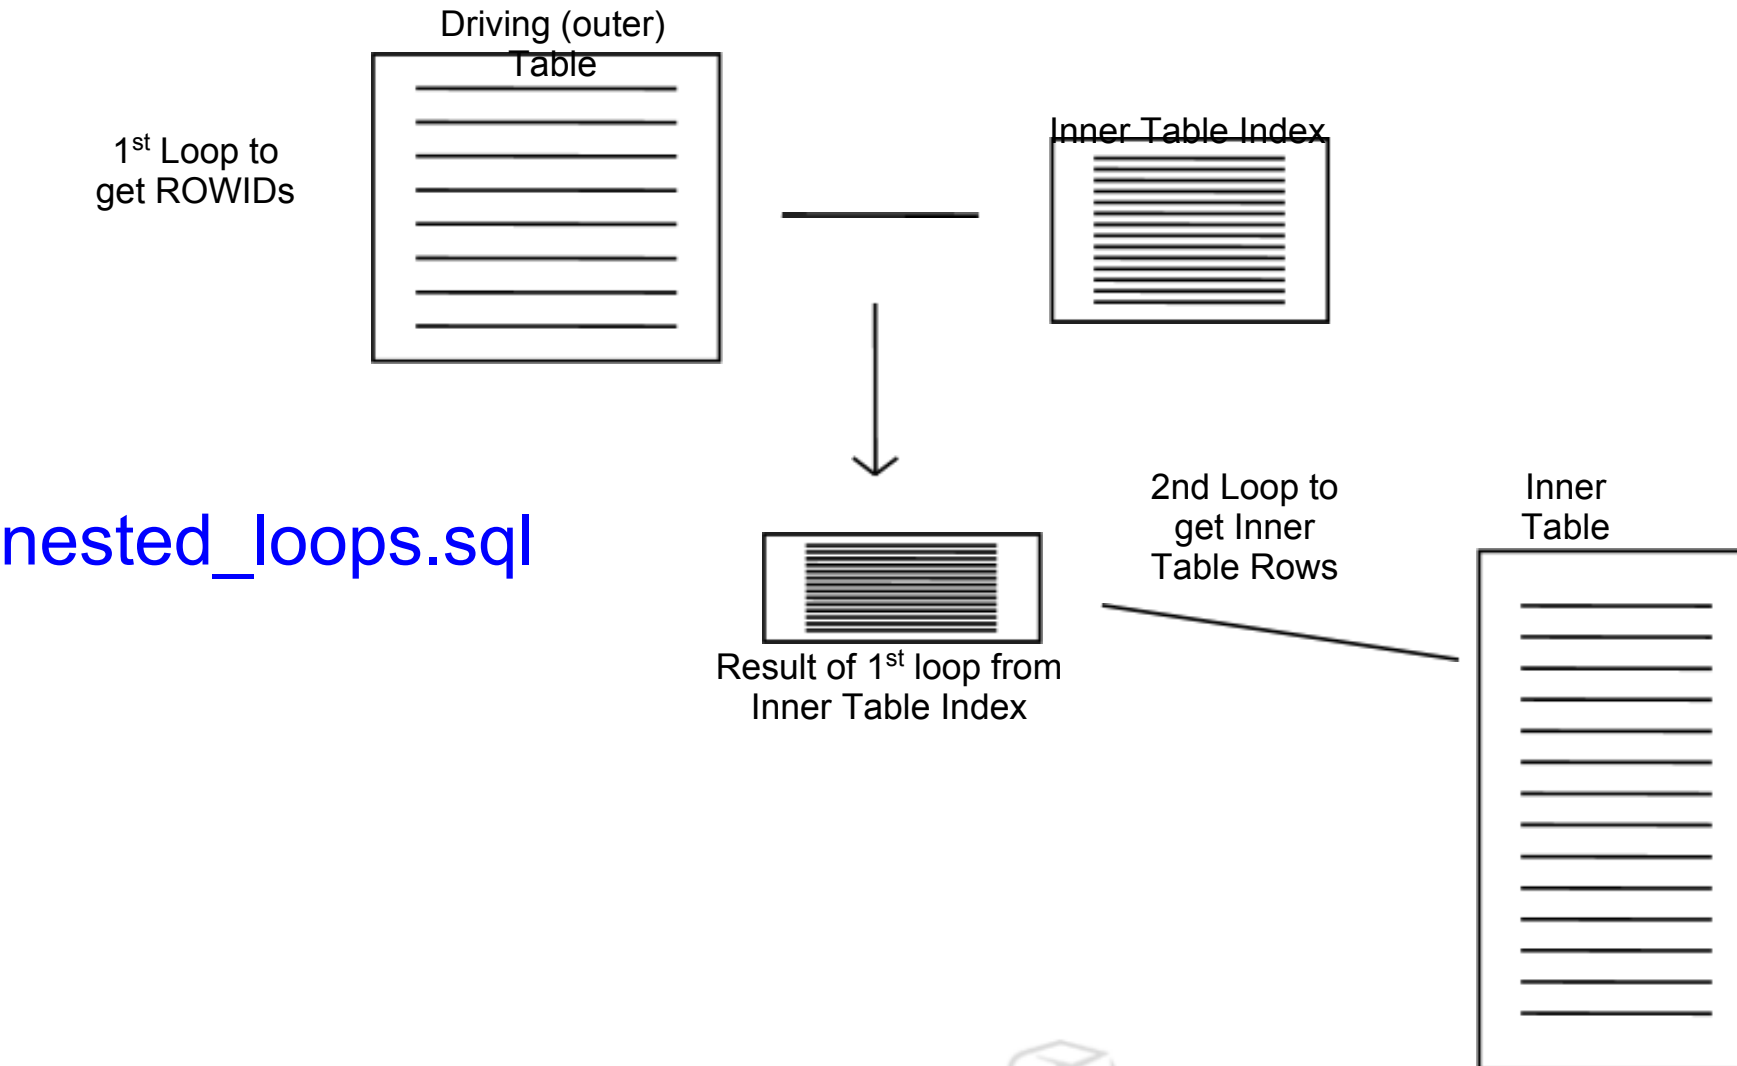 Driving (outer)
Table
1st Loop to
get ROWIDs
Inner Table Index
nested_loops.sql
2nd Loop to
get Inner
Table Rows
Inner
Table
Result of 1st loop from
Inner Table Index